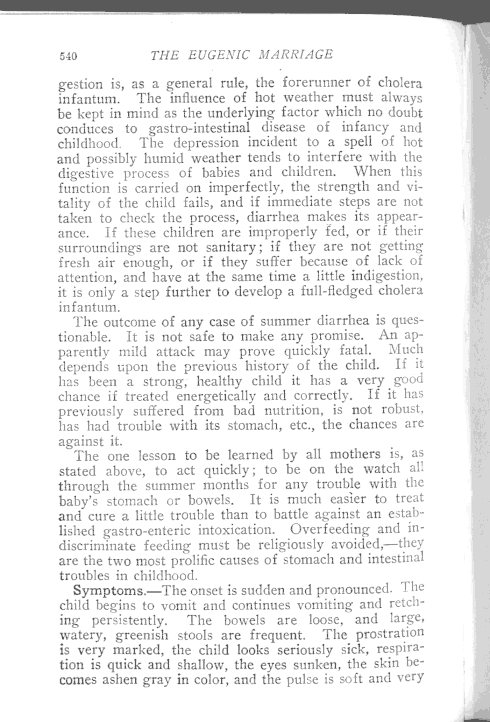 540 THE EUGENIC MARRIAGE
gestion is, as a general rule, the forerunner of cholera
infantum. The influence of hot weather must always
be kept in mind as the underlying factor which no doubt
conduces to gastro-intestinal disease of infancy and
childhood. The depression incident to a spell of hot
and possibly humid weather tends to interfere with the
digestive process of babies and children. When this
function is carried on imperfectly, the strength and vi-
tality of the child fails, and if immediate steps are not
taken to check the process, diarrhea makes its appear-
ance. If these children are improperly fed, or if their
surroundings are not sanitary; if they are not getting
fresh air enough, or if they suffer because of lack of
attention, and have at the same time a little indigestion,
it is only a step further to develop a full-fledged cholera
infantum.
The outcome of any case of summer diarrhea is ques-
tionable. It is not safe to make any promise. An ap-
parently mild attack may prove quickly fatal. Much
depends upon the previous history of the child. If it
has been a strong, healthy child it has a very good
chance if treated energetically and correctly. If it has
previously suffered from bad nutrition, is not robust,
has had trouble with its stomach, etc., the chances are
against it.
The one lesson to be learned by all mothers is, as
stated above, to act quickly; to be on the watch all
through the summer months for any trouble with the
baby's stomach or bowels. It is much easier to treat
and cure a little trouble than to battle against an estab-
lished gastro-enteric intoxication. Overfeeding and in-
discriminate feeding must be religiously avoided,—they
are the two most prolific causes of stomach and intestinal
troubles in childhood.
Symptoms.—The onset is sudden and pronounced. The
child begins to vomit and continues vomiting and retch-
ing persistently. The bowels are loose, and large,
watery, greenish stools are frequent. The prostration
is very marked, the child looks seriously sick, respira-
tion is quick and shallow, the eyes sunken, the skin be-
comes ashen gray in color, and the pulse is soft and very